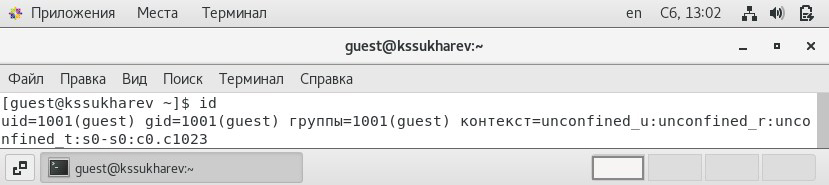 Приложения Места Терминал en Сб, 13:02
guest@kssukharev:~
Файл Правка Вид Поиск Терминал Справка
[guest@kssukharev ~]$ id
uid=1001(guest) gid=1001(guest) группы=1001(guest) контекст=unconfined_u:unconfined_r:unco
nfined_t:s0-s0:c0.c1023
guest@kssukharev:~